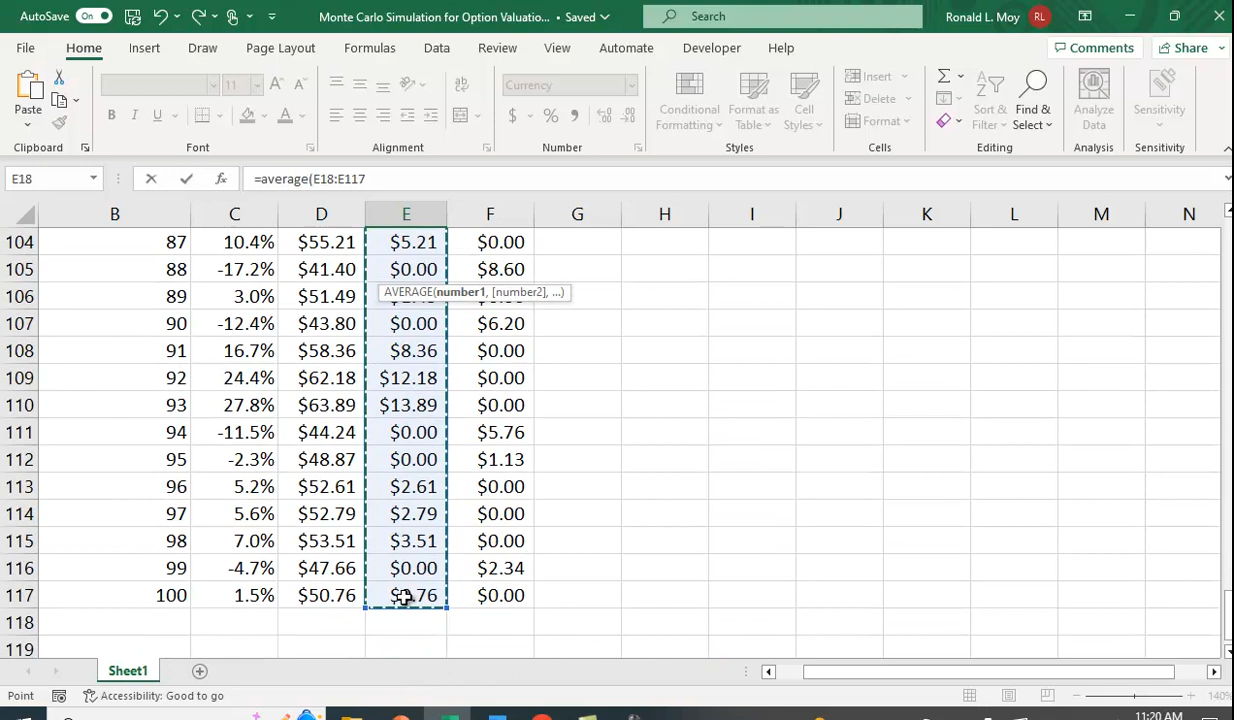 AutoSave On Monte Carlo Simulation for Option Valuatio... • Saved Search Ronald L. Moy RL
File Home Insert Draw Page Layout Formulas Data Review View Automate Developer Help Comments Share
Paste 11 Currency Conditional Formatting Format as Table Cell Styles Insert Delete Format Sort & Filter Find & Select Analyze Data Sensitivity
Clipboard Font Alignment Number Styles Cells Editing Analysis Sensitivity
E18 fx =average(E18:E117
B C D E F G H I J K L M N
104 87 10.4% $55.21 $5.21 $0.00
105 88 -17.2% $41.40 $0.00 $8.60
106 89 3.0% $51.49
AVERAGE(number1, [number2], ...)
107 90 -12.4% $43.80 $0.00 $6.20
108 91 16.7% $58.36 $8.36 $0.00
109 92 24.4% $62.18 $12.18 $0.00
110 93 27.8% $63.89 $13.89 $0.00
111 94 -11.5% $44.24 $0.00 $5.76
112 95 -2.3% $48.87 $0.00 $1.13
113 96 5.2% $52.61 $2.61 $0.00
114 97 5.6% $52.79 $2.79 $0.00
115 98 7.0% $53.51 $3.51 $0.00
116 99 -4.7% $47.66 $0.00 $2.34
117 100 1.5% $50.76 $0.00
118
119
Sheet1
Point Accessibility: Good to go 140%
11:20 AM